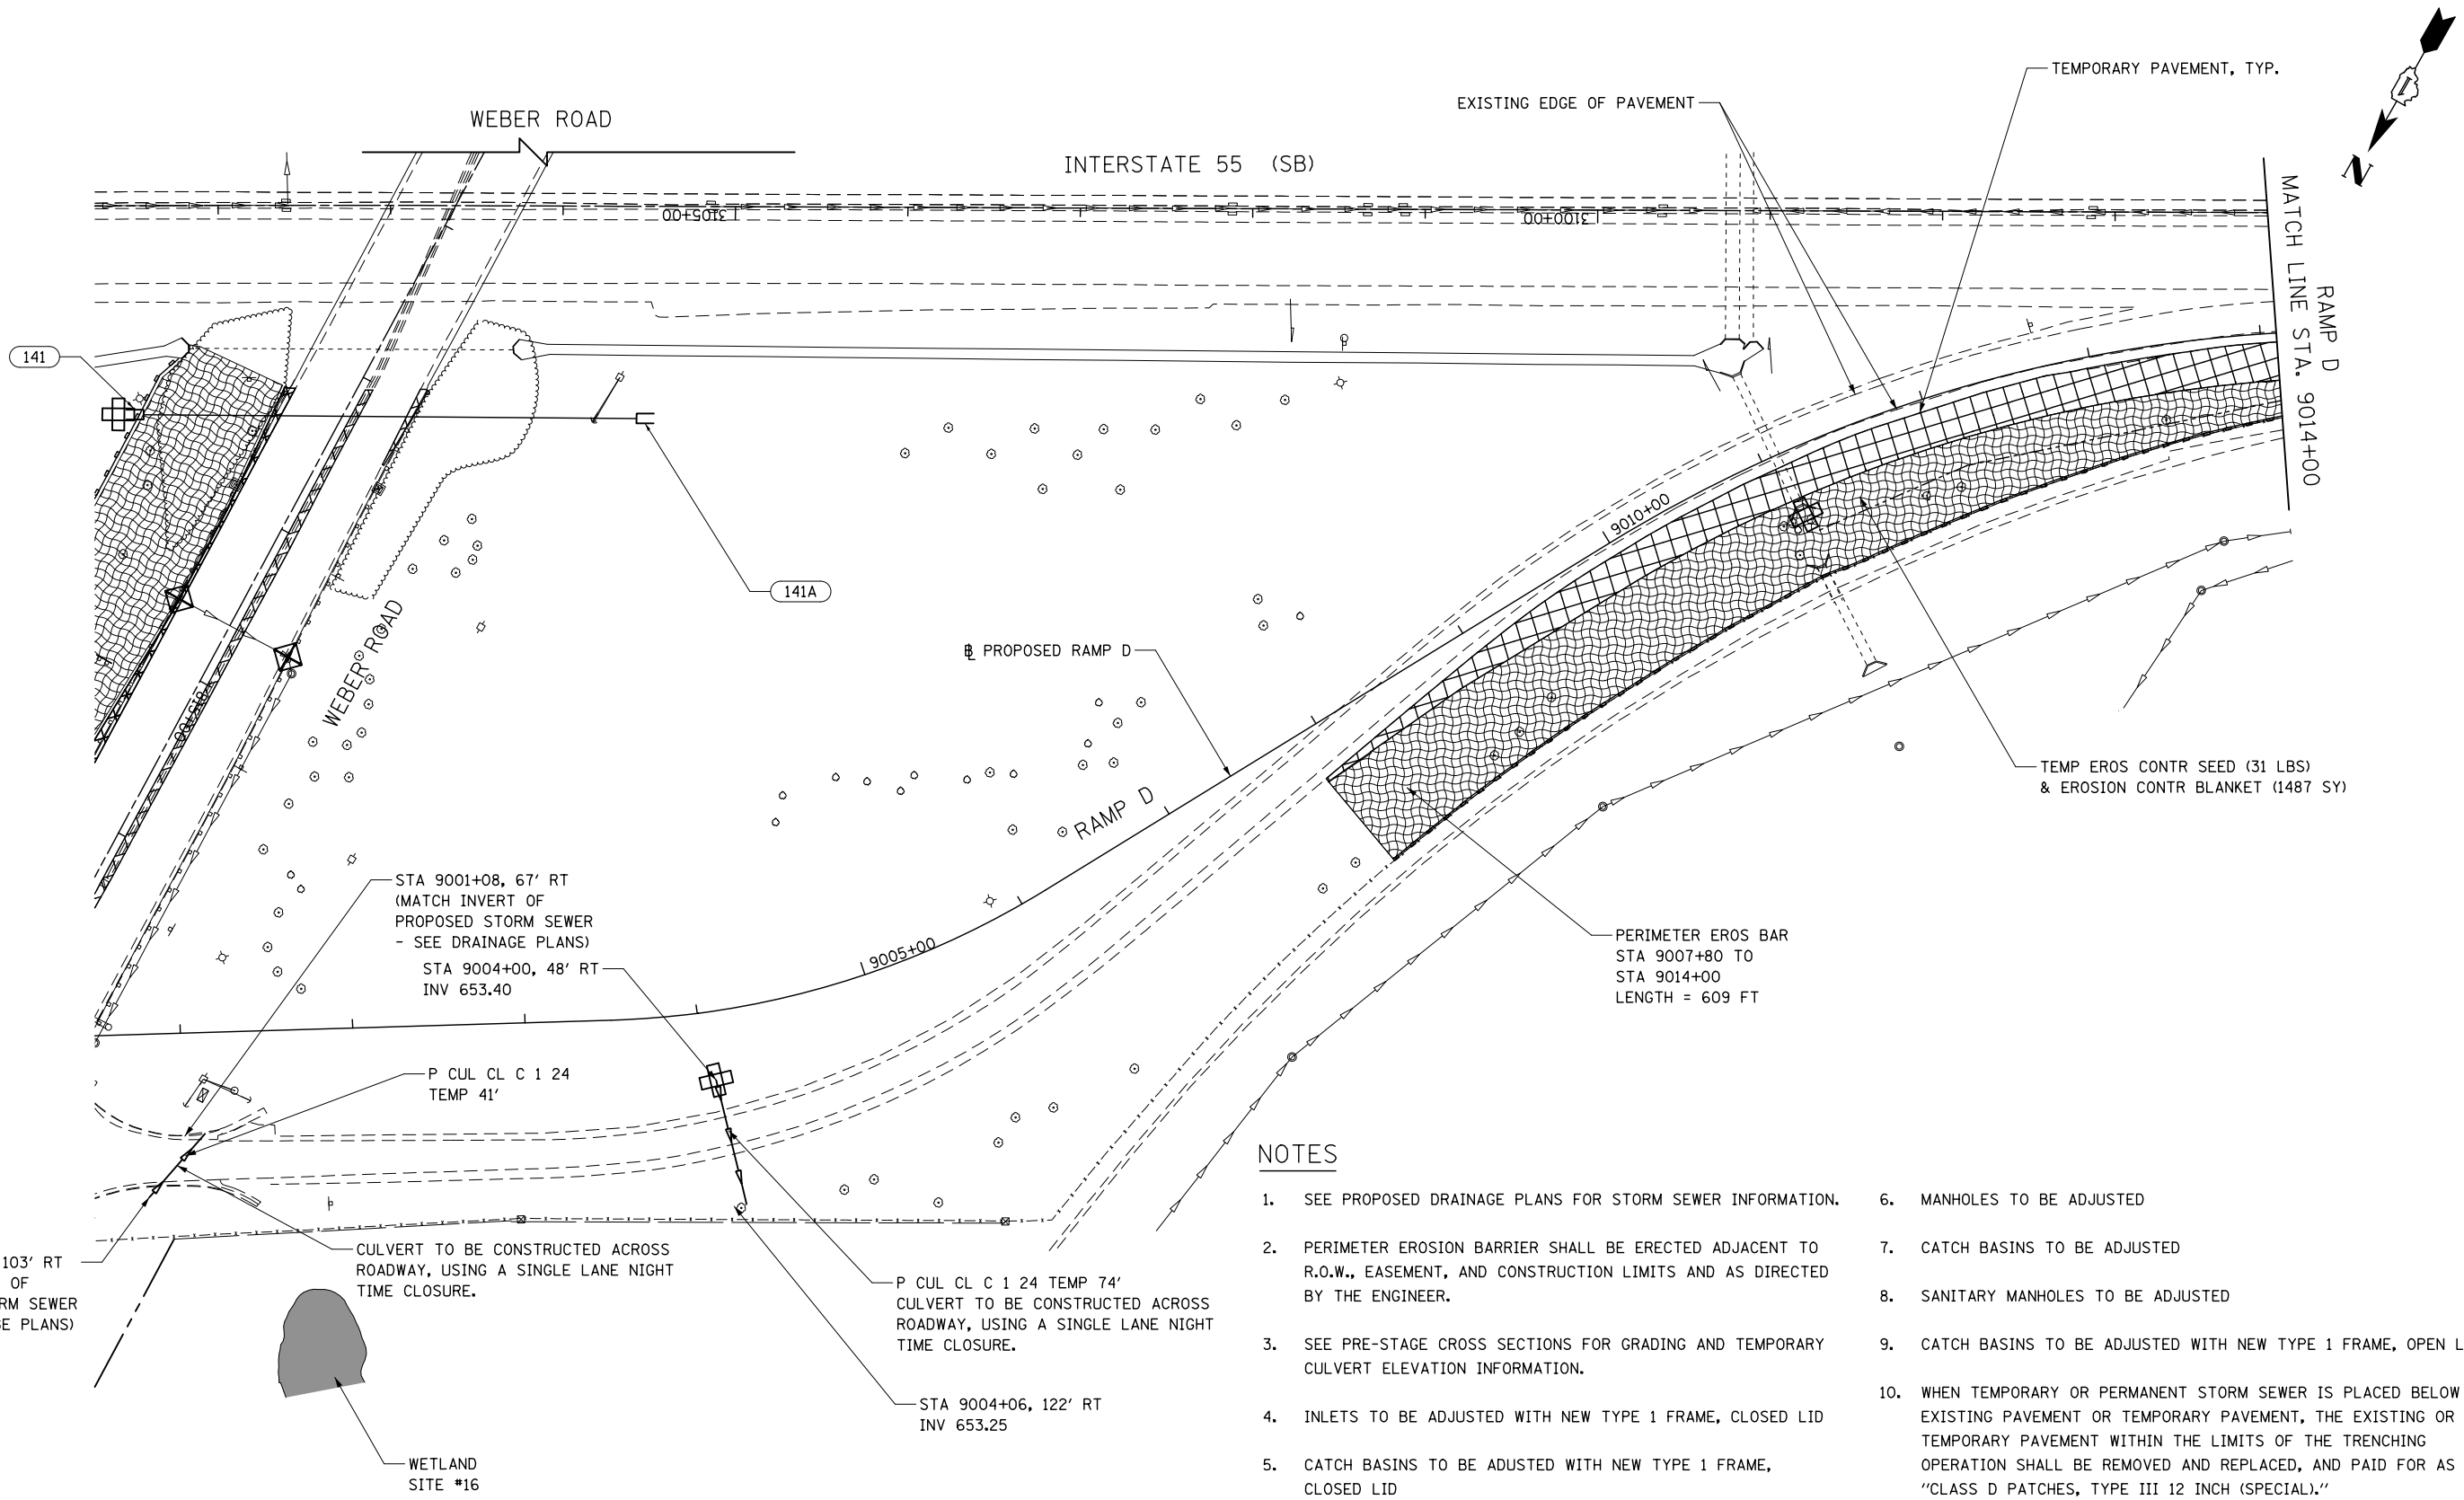 TEMPORARY PAVEMENT, TYP.
EXISTING EDGE OF PAVEMENT
WEBER ROAD
INTERSTATE 55 (SB)
N
3105+00
3100+00
MATCH LINE STA. 9014+00
RAMP D
141
141A
9010+00
WEBER ROAD
PROPOSED RAMP D
RAMP D
TEMP EROS CONTR SEED (31 LBS)
& EROSION CONTR BLANKET (1487 SY)
STA 9001+08, 67' RT
(MATCH INVERT OF
PROPOSED STORM SEWER
- SEE DRAINAGE PLANS)
STA 9004+00, 48' RT
INV 653.40
9005+00
PERIMETER EROS BAR
STA 9007+80 TO
STA 9014+00
LENGTH = 609 FT
P CUL CL C 1 24
TEMP 41'
103' RT
OF
RM SEWER
E PLANS)
CULVERT TO BE CONSTRUCTED ACROSS
ROADWAY, USING A SINGLE LANE NIGHT
TIME CLOSURE.
P CUL CL C 1 24 TEMP 74'
CULVERT TO BE CONSTRUCTED ACROSS
ROADWAY, USING A SINGLE LANE NIGHT
TIME CLOSURE.
STA 9004+06, 122' RT
INV 653.25
WETLAND
SITE #16
NOTES
1. SEE PROPOSED DRAINAGE PLANS FOR STORM SEWER INFORMATION.
2. PERIMETER EROSION BARRIER SHALL BE ERECTED ADJACENT TO
R.O.W., EASEMENT, AND CONSTRUCTION LIMITS AND AS DIRECTED
BY THE ENGINEER.
3. SEE PRE-STAGE CROSS SECTIONS FOR GRADING AND TEMPORARY
CULVERT ELEVATION INFORMATION.
4. INLETS TO BE ADJUSTED WITH NEW TYPE 1 FRAME, CLOSED LID
5. CATCH BASINS TO BE ADUSTED WITH NEW TYPE 1 FRAME,
CLOSED LID
6. MANHOLES TO BE ADJUSTED
7. CATCH BASINS TO BE ADJUSTED
8. SANITARY MANHOLES TO BE ADJUSTED
9. CATCH BASINS TO BE ADJUSTED WITH NEW TYPE 1 FRAME, OPEN L
10. WHEN TEMPORARY OR PERMANENT STORM SEWER IS PLACED BELOW
EXISTING PAVEMENT OR TEMPORARY PAVEMENT, THE EXISTING OR
TEMPORARY PAVEMENT WITHIN THE LIMITS OF THE TRENCHING
OPERATION SHALL BE REMOVED AND REPLACED, AND PAID FOR AS
"CLASS D PATCHES, TYPE III 12 INCH (SPECIAL)."